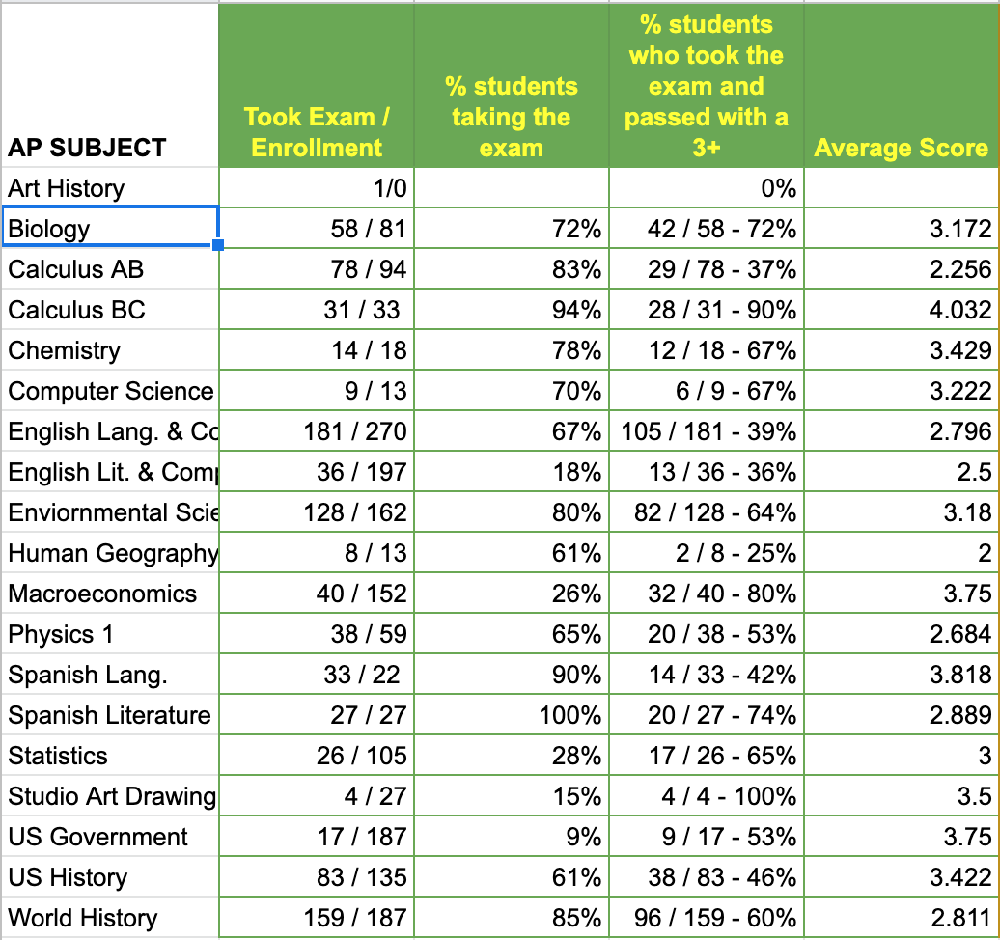 AP SUBJECT Took Exam / Enrollment % students taking the exam % students who took the exam and passed with a 3+ Average Score
Art History 1/0 0%
Biology 58 / 81 72% 42 / 58 - 72% 3.172
Calculus AB 78 / 94 83% 29 / 78 - 37% 2.256
Calculus BC 31 / 33 94% 28 / 31 - 90% 4.032
Chemistry 14 / 18 78% 12 / 18 - 67% 3.429
Computer Science 9 / 13 70% 6 / 9 - 67% 3.222
English Lang. & Co 181 / 270 67% 105 / 181 - 39% 2.796
English Lit. & Com 36 / 197 18% 13 / 36 - 36% 2.5
Enviornmental Scie 128 / 162 80% 82 / 128 - 64% 3.18
Human Geography 8 / 13 61% 2 / 8 - 25% 2
Macroeconomics 40 / 152 26% 32 / 40 - 80% 3.75
Physics 1 38 / 59 65% 20 / 38 - 53% 2.684
Spanish Lang. 33 / 22 90% 14 / 33 - 42% 3.818
Spanish Literature 27 / 27 100% 20 / 27 - 74% 2.889
Statistics 26 / 105 28% 17 / 26 - 65% 3
Studio Art Drawing 4 / 27 15% 4 / 4 - 100% 3.5
US Government 17 / 187 9% 9 / 17 - 53% 3.75
US History 83 / 135 61% 38 / 83 - 46% 3.422
World History 159 / 187 85% 96 / 159 - 60% 2.811